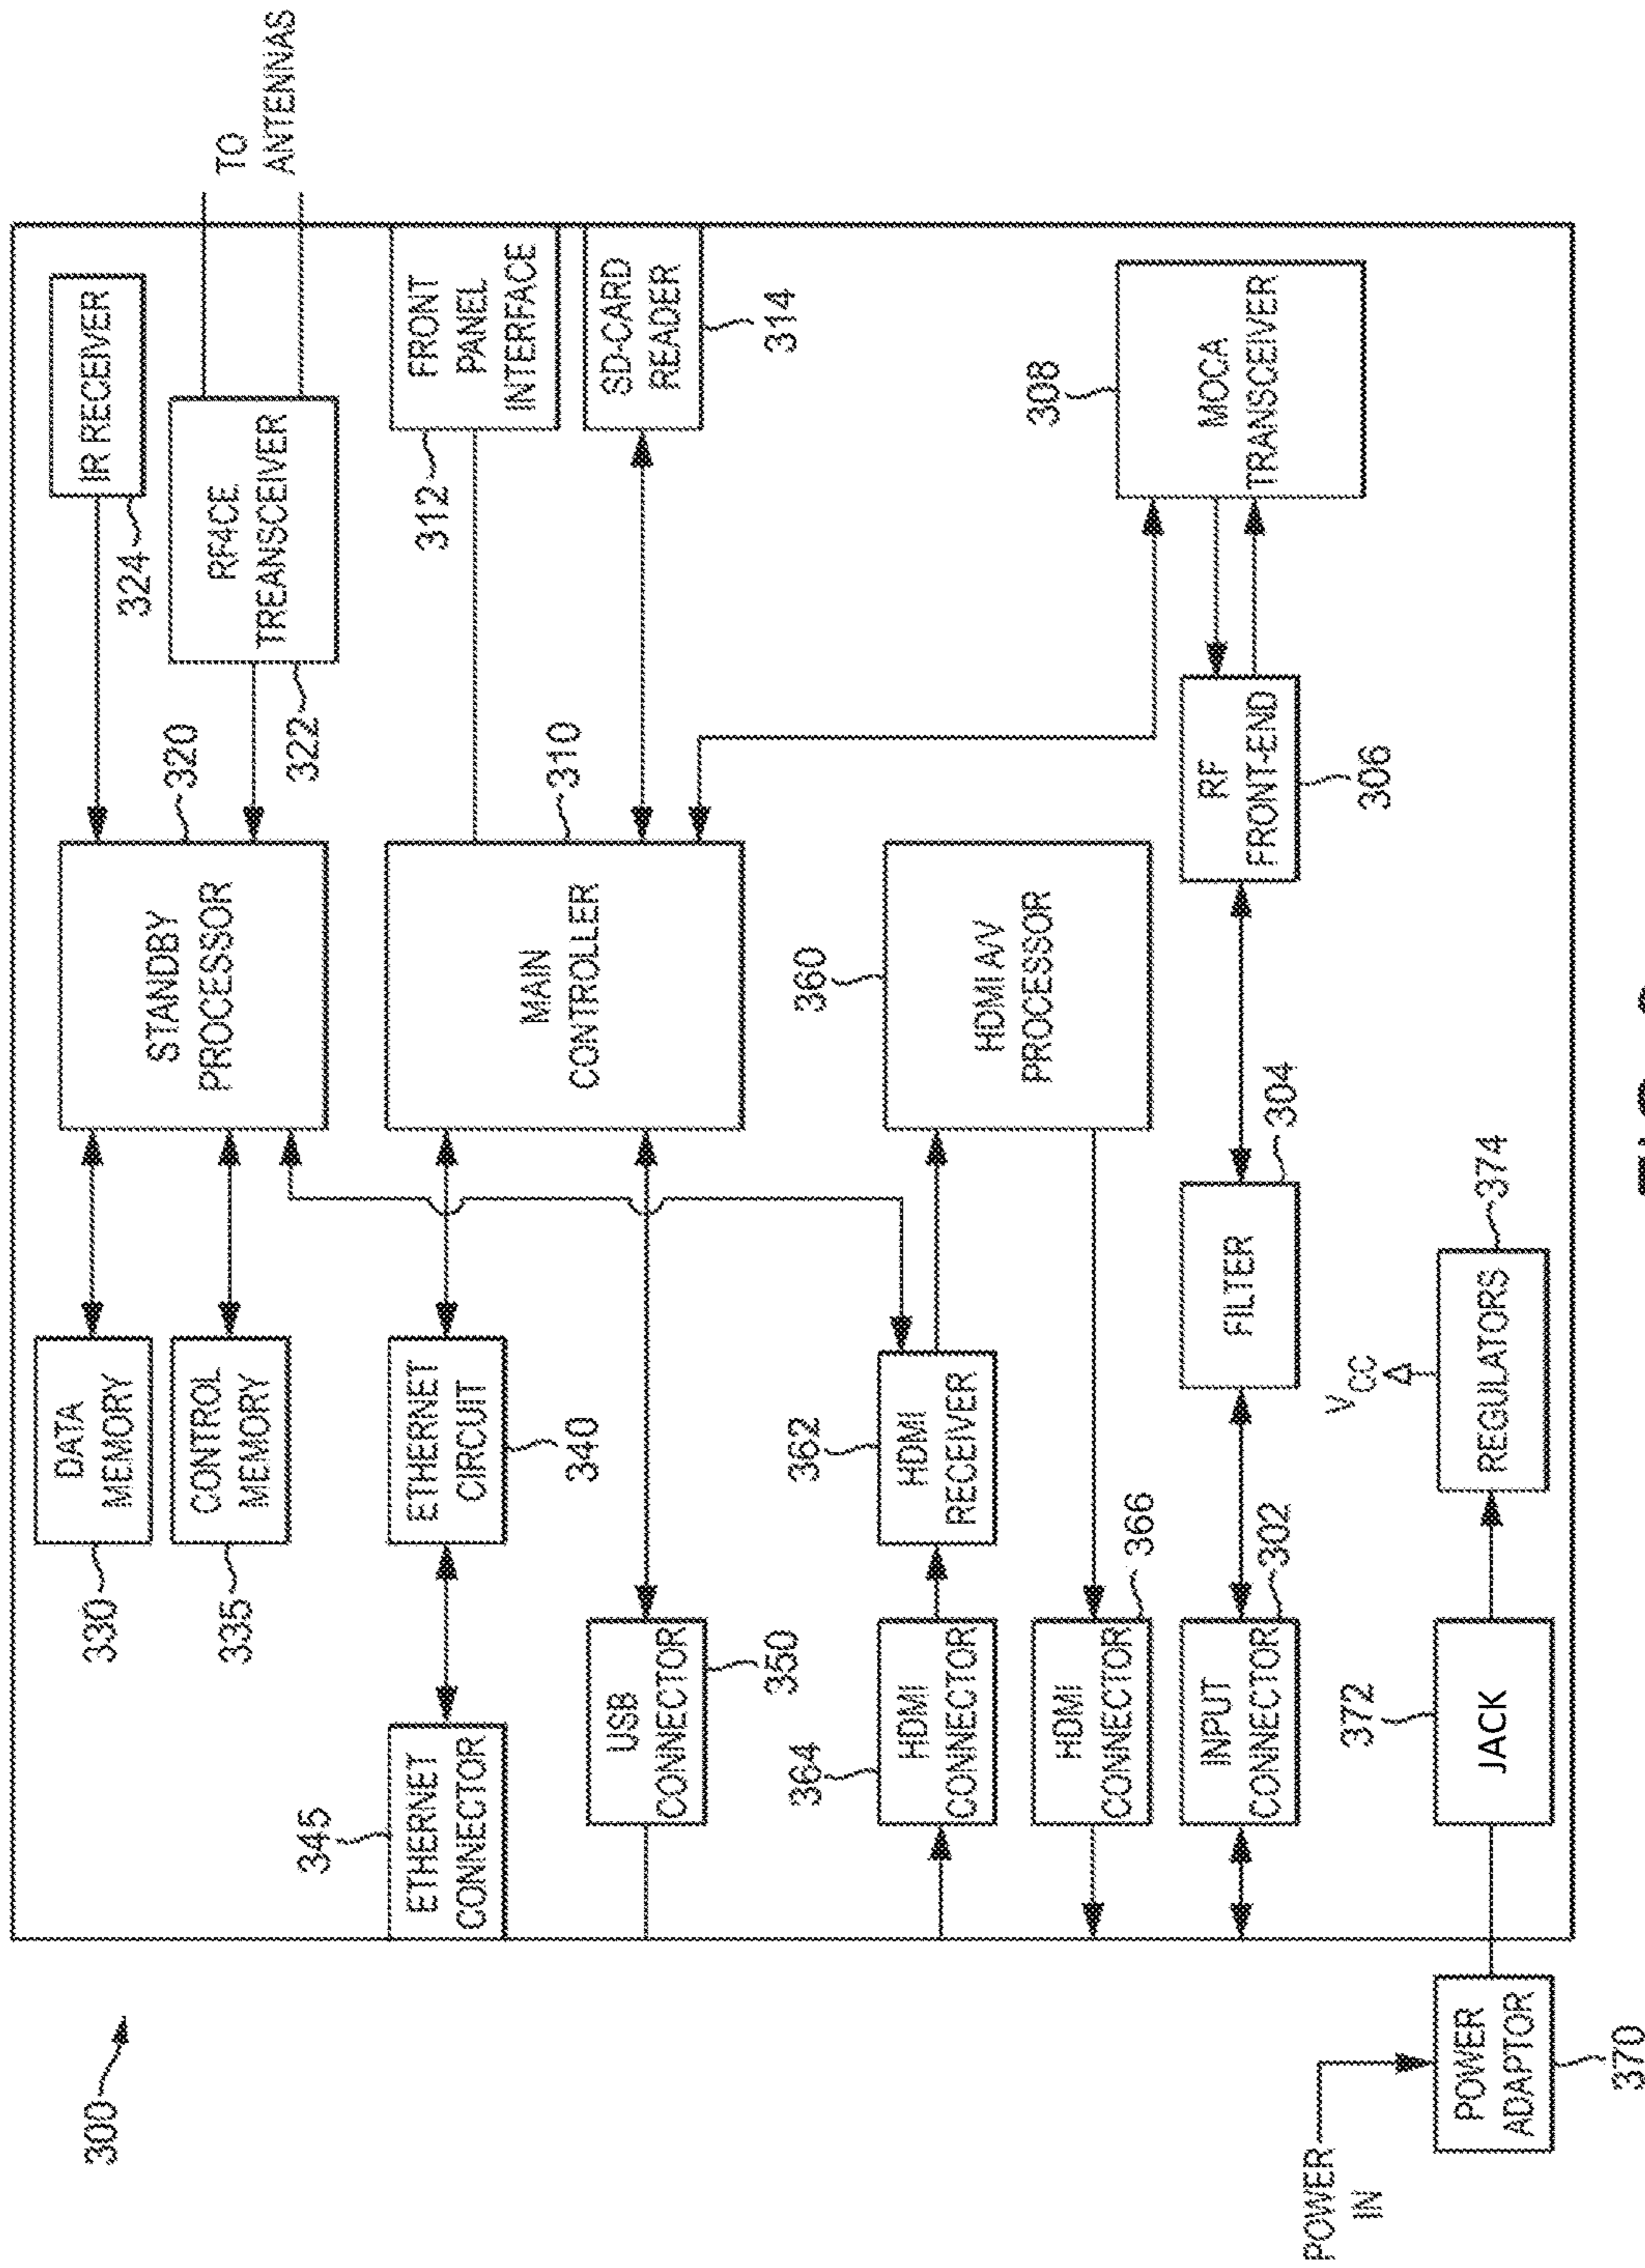 300
330
DATA
MEMORY
335
CONTROL
MEMORY
STANDBY
PROCESSOR
320
IR RECEIVER
324
RF4CE
TREANSCEIVER
322
TO
ANTENNAS
345
ETHERNET
CONNECTOR
ETHERNET
CIRCUIT
340
MAIN
CONTROLLER
310
312
FRONT
PANEL
INTERFACE
SD-CARD
READER
314
USB
CONNECTOR
350
364
HDMI
CONNECTOR
362
HDMI
RECEIVER
360
HDMI A/V
PROCESSOR
HDMI
CONNECTOR
366
INPUT
CONNECTOR
302
FILTER
304
RF
FRONT-END
306
308
MOCA
TRANSCEIVER
POWER
IN
POWER
ADAPTOR
370
372
JACK
VCC
REGULATORS
374